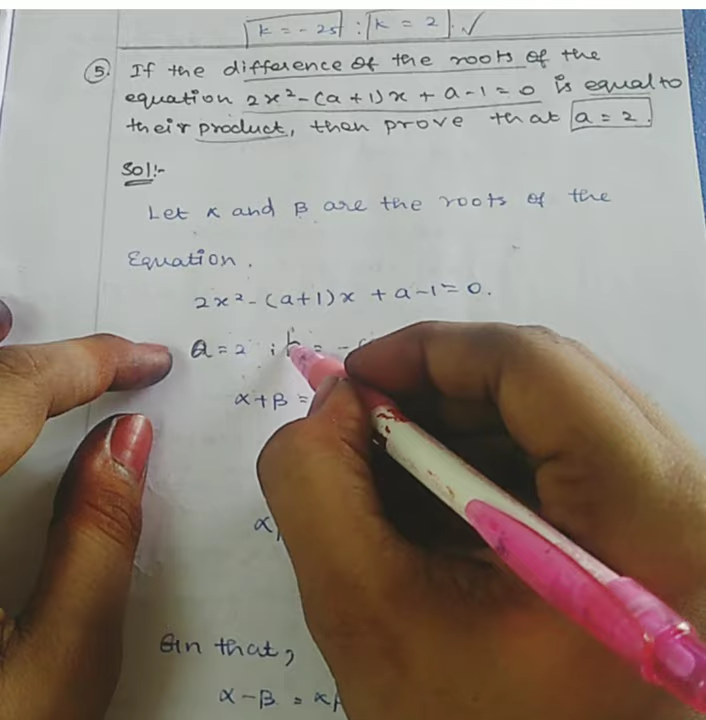 k = -25 ; k = 2 . ✓
5. If the difference of the roots of the
equation 2x² - (a + 1) x + a - 1 = 0 is equal to
their product, then prove that a = 2.
Sol:-
Let α and β are the roots of the
Equation.
2x² - (a+1)x + a - 1 = 0.
a = 2 ; b = -
α+β =
α
Gin that,
α - β = αβ